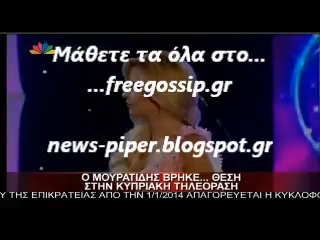 Μάθετε τα όλα στο...
...freegossip.gr
news-piper.blogspot.gr
Ο ΜΟΥΡΑΤΙΔΗΣ ΒΡΗΚΕ... ΘΕΣΗ
ΣΤΗΝ ΚΥΠΡΙΑΚΗ ΤΗΛΕΟΡΑΣΗ
Υ ΤΗΣ ΕΠΙΚΡΑΤΕΙΑΣ ΑΠΟ ΤΗΝ 1/1/2014 ΑΠΑΓΟΡΕΥΕΤΑΙ Η ΚΥΚΛΟΦ